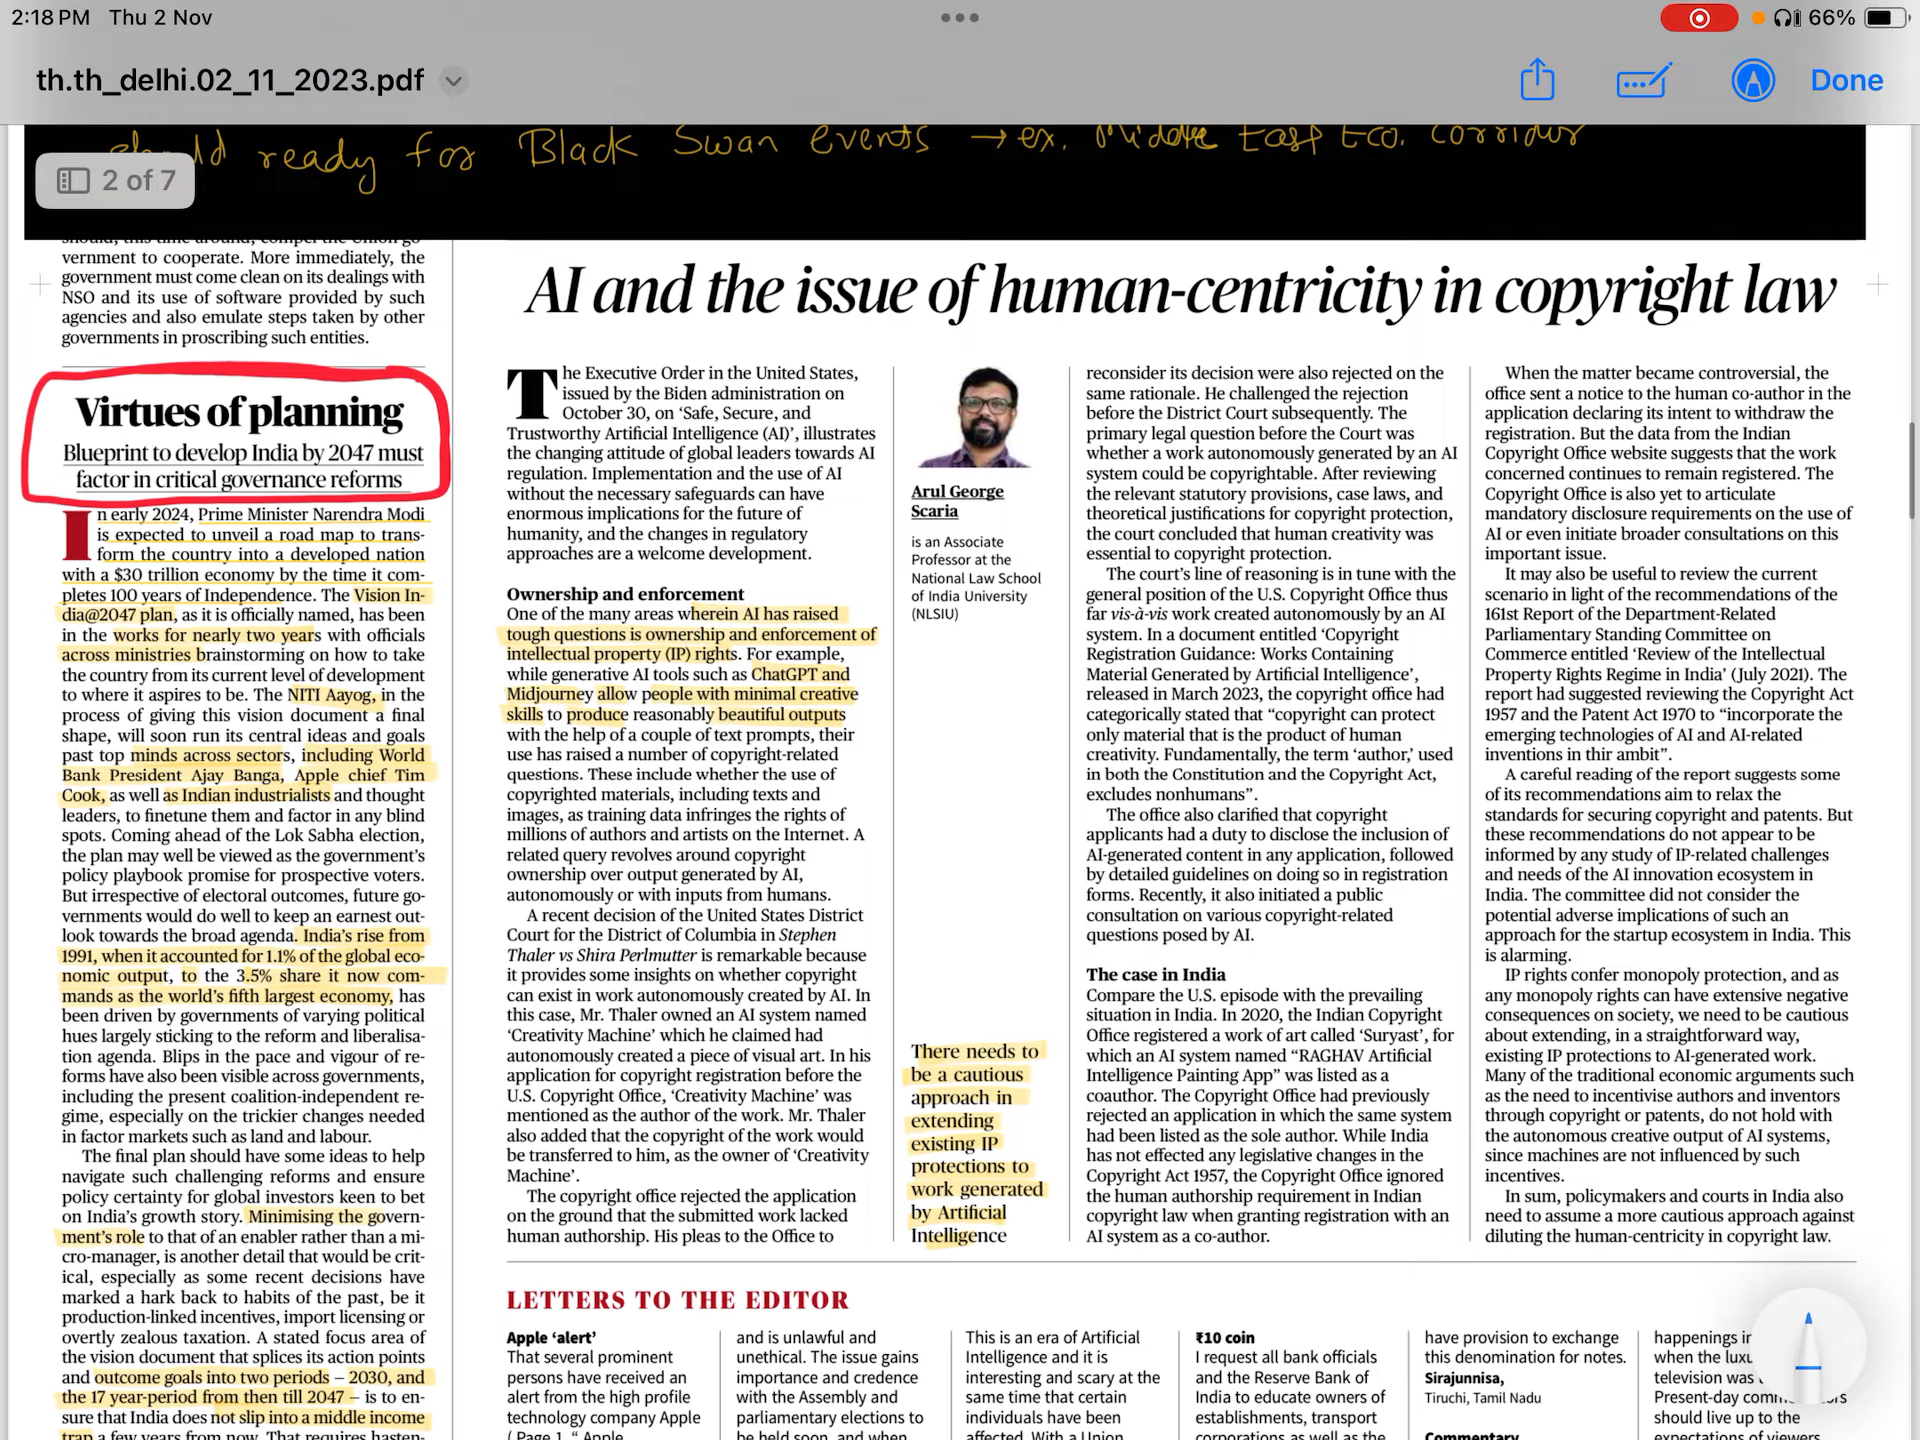 2:18 PM Thu 2 Nov
66%
th.th_delhi.02_11_2023.pdf
Done
ready for Black Swan events → ex. Middle East Eco. Corridor
2 of 7
vernment to cooperate. More immediately, the
government must come clean on its dealings with
NSO and its use of software provided by such
agencies and also emulate steps taken by other
governments in proscribing such entities.
Virtues of planning
Blueprint to develop India by 2047 must
factor in critical governance reforms
In early 2024, Prime Minister Narendra Modi
is expected to unveil a road map to trans-
form the country into a developed nation
with a $30 trillion economy by the time it com-
pletes 100 years of Independence. The Vision In-
dia@2047 plan, as it is officially named, has been
in the works for nearly two years with officials
across ministries brainstorming on how to take
the country from its current level of development
to where it aspires to be. The NITI Aayog, in the
process of giving this vision document a final
shape, will soon run its central ideas and goals
past top minds across sectors, including World
Bank President Ajay Banga, Apple chief Tim
Cook, as well as Indian industrialists and thought
leaders, to finetune them and factor in any blind
spots. Coming ahead of the Lok Sabha election,
the plan may well be viewed as the government's
policy playbook promise for prospective voters.
But irrespective of electoral outcomes, future go-
vernments would do well to keep an earnest out-
look towards the broad agenda. India's rise from
1991, when it accounted for 1.1% of the global eco-
nomic output, to the 3.5% share it now com-
mands as the world's fifth largest economy, has
been driven by governments of varying political
hues largely sticking to the reform and liberalisa-
tion agenda. Blips in the pace and vigour of re-
forms have also been visible across governments,
including the present coalition-independent re-
gime, especially on the trickier changes needed
in factor markets such as land and labour.
The final plan should have some ideas to help
navigate such challenging reforms and ensure
policy certainty for global investors keen to bet
on India's growth story. Minimising the govern-
ment's role to that of an enabler rather than a mi-
cro-manager, is another detail that would be crit-
ical, especially as some recent decisions have
marked a hark back to habits of the past, be it
production-linked incentives, import licensing or
overtly zealous taxation. A stated focus area of
the vision document that splices its action points
and outcome goals into two periods – 2030, and
the 17 year-period from then till 2047 – is to en-
sure that India does not slip into a middle income
trap a few years from now. That requires hasten-
AI and the issue of human-centricity in copyright law
The Executive Order in the United States,
issued by the Biden administration on
October 30, on 'Safe, Secure, and
Trustworthy Artificial Intelligence (AI)', illustrates
the changing attitude of global leaders towards AI
regulation. Implementation and the use of AI
without the necessary safeguards can have
enormous implications for the future of
humanity, and the changes in regulatory
approaches are a welcome development.
Ownership and enforcement
One of the many areas wherein AI has raised
tough questions is ownership and enforcement of
intellectual property (IP) rights. For example,
while generative AI tools such as ChatGPT and
Midjourney allow people with minimal creative
skills to produce reasonably beautiful outputs
with the help of a couple of text prompts, their
use has raised a number of copyright-related
questions. These include whether the use of
copyrighted materials, including texts and
images, as training data infringes the rights of
millions of authors and artists on the Internet. A
related query revolves around copyright
ownership over output generated by AI,
autonomously or with inputs from humans.
A recent decision of the United States District
Court for the District of Columbia in Stephen
Thaler vs Shira Perlmutter is remarkable because
it provides some insights on whether copyright
can exist in work autonomously created by AI. In
this case, Mr. Thaler owned an AI system named
'Creativity Machine' which he claimed had
autonomously created a piece of visual art. In his
application for copyright registration before the
U.S. Copyright Office, 'Creativity Machine' was
mentioned as the author of the work. Mr. Thaler
also added that the copyright of the work would
be transferred to him, as the owner of 'Creativity
Machine'.
The copyright office rejected the application
on the ground that the submitted work lacked
human authorship. His pleas to the Office to
Arul George
Scaria
is an Associate
Professor at the
National Law School
of India University
(NLSIU)
There needs to
be a cautious
approach in
extending
existing IP
protections to
work generated
by Artificial
Intelligence
reconsider its decision were also rejected on the
same rationale. He challenged the rejection
before the District Court subsequently. The
primary legal question before the Court was
whether a work autonomously generated by an AI
system could be copyrightable. After reviewing
the relevant statutory provisions, case laws, and
theoretical justifications for copyright protection,
the court concluded that human creativity was
essential to copyright protection.
The court's line of reasoning is in tune with the
general position of the U.S. Copyright Office thus
far vis-à-vis work created autonomously by an AI
system. In a document entitled 'Copyright
Registration Guidance: Works Containing
Material Generated by Artificial Intelligence',
released in March 2023, the copyright office had
categorically stated that "copyright can protect
only material that is the product of human
creativity. Fundamentally, the term 'author,' used
in both the Constitution and the Copyright Act,
excludes nonhumans".
The office also clarified that copyright
applicants had a duty to disclose the inclusion of
AI-generated content in any application, followed
by detailed guidelines on doing so in registration
forms. Recently, it also initiated a public
consultation on various copyright-related
questions posed by AI.
The case in India
Compare the U.S. episode with the prevailing
situation in India. In 2020, the Indian Copyright
Office registered a work of art called 'Suryast', for
which an AI system named "RAGHAV Artificial
Intelligence Painting App" was listed as a
coauthor. The Copyright Office had previously
rejected an application in which the same system
had been listed as the sole author. While India
has not effected any legislative changes in the
Copyright Act 1957, the Copyright Office ignored
the human authorship requirement in Indian
copyright law when granting registration with an
AI system as a co-author.
When the matter became controversial, the
office sent a notice to the human co-author in the
application declaring its intent to withdraw the
registration. But the data from the Indian
Copyright Office website suggests that the work
concerned continues to remain registered. The
Copyright Office is also yet to articulate
mandatory disclosure requirements on the use of
AI or even initiate broader consultations on this
important issue.
It may also be useful to review the current
scenario in light of the recommendations of the
161st Report of the Department-Related
Parliamentary Standing Committee on
Commerce entitled 'Review of the Intellectual
Property Rights Regime in India' (July 2021). The
report had suggested reviewing the Copyright Act
1957 and the Patent Act 1970 to "incorporate the
emerging technologies of AI and AI-related
inventions in thir ambit".
A careful reading of the report suggests some
of its recommendations aim to relax the
standards for securing copyright and patents. But
these recommendations do not appear to be
informed by any study of IP-related challenges
and needs of the AI innovation ecosystem in
India. The committee did not consider the
potential adverse implications of such an
approach for the startup ecosystem in India. This
is alarming.
IP rights confer monopoly protection, and as
any monopoly rights can have extensive negative
consequences on society, we need to be cautious
about extending, in a straightforward way,
existing IP protections to AI-generated work.
Many of the traditional economic arguments such
as the need to incentivise authors and inventors
through copyright or patents, do not hold with
the autonomous creative output of AI systems,
since machines are not influenced by such
incentives.
In sum, policymakers and courts in India also
need to assume a more cautious approach against
diluting the human-centricity in copyright law.
LETTERS TO THE EDITOR
Apple 'alert'
That several prominent
persons have received an
alert from the high profile
technology company Apple
(Page 1, " Apple
and is unlawful and
unethical. The issue gains
importance and credence
with the Assembly and
parliamentary elections to
be held soon, and when
This is an era of Artificial
Intelligence and it is
interesting and scary at the
same time that certain
individuals have been
affected. With a Union
₹10 coin
I request all bank officials
and the Reserve Bank of
India to educate owners of
establishments, transport
corporations as well as the
have provision to exchange
this denomination for notes.
Sirajunnisa,
Tiruchi, Tamil Nadu
Commentary
happenings in
when the
television was
Present-day
should live up to the
expectations of viewers